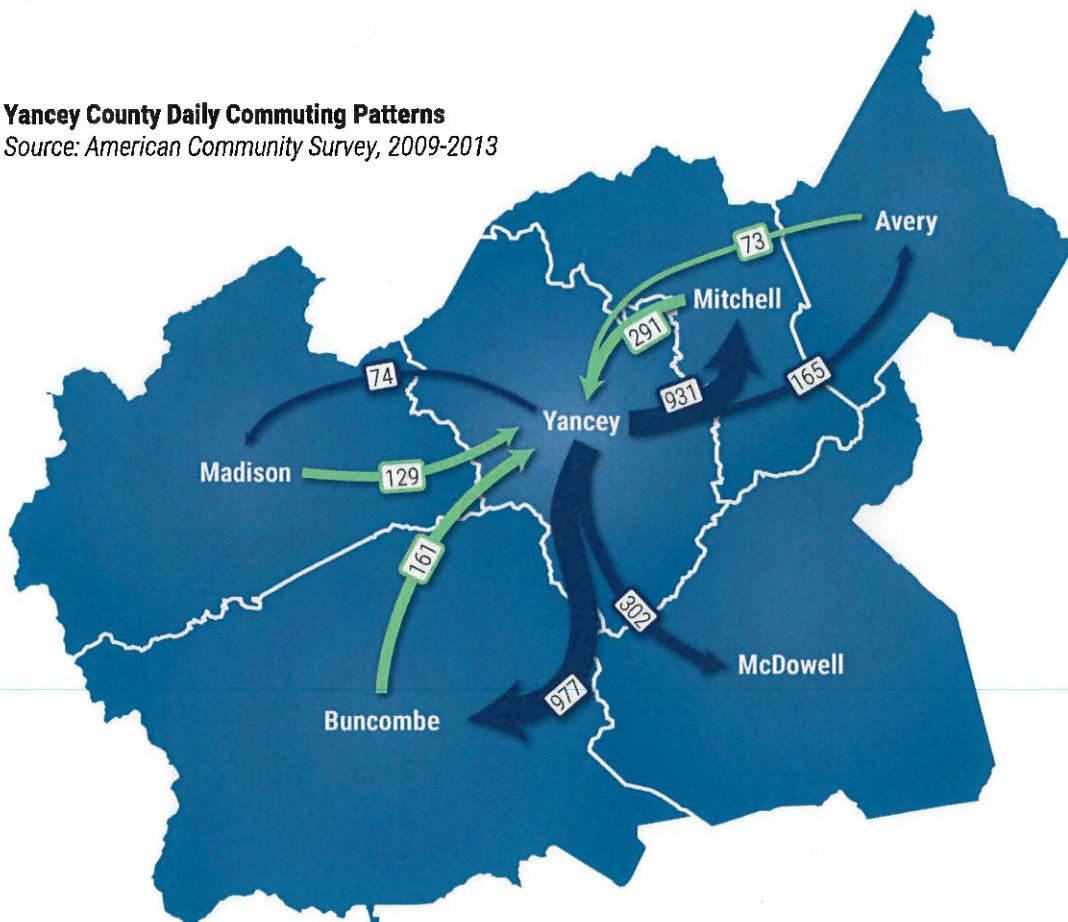 Yancey County Daily Commuting Patterns
Source: American Community Survey, 2009-2013
Avery
73
Mitchell
291
931
165
74
Yancey
Madison
129
161
302
McDowell
977
Buncombe